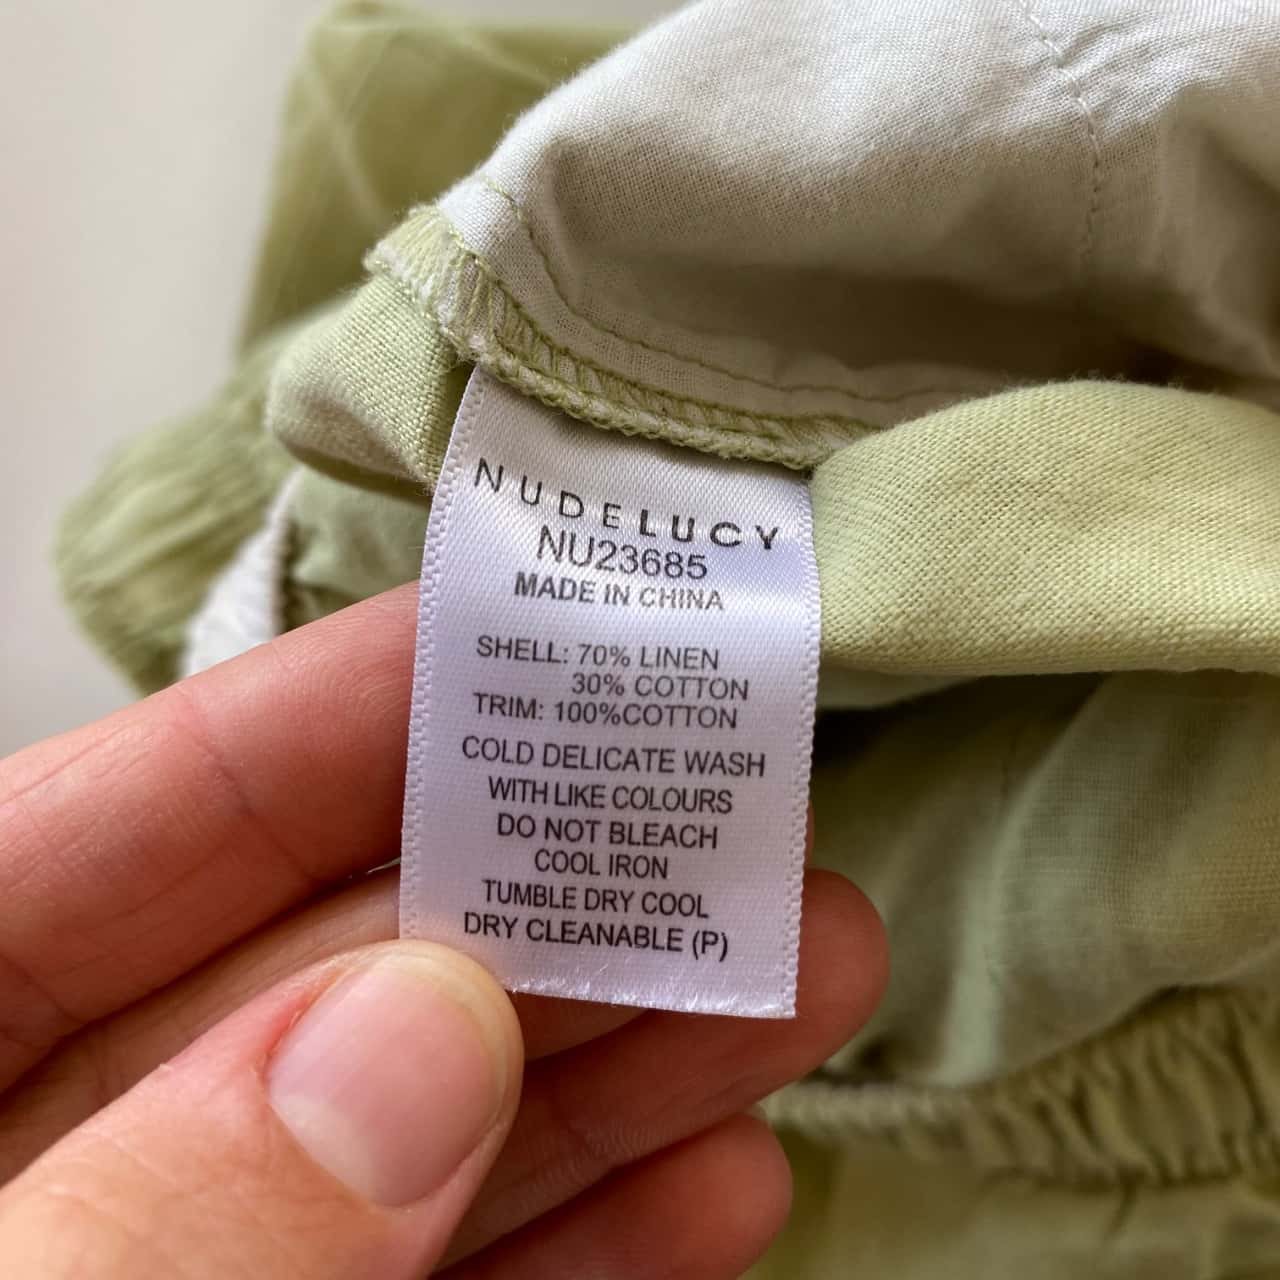 NUDELUCY
NU23685
MADE IN CHINA
SHELL: 70% LINEN
30% COTTON
TRIM: 100%COTTON
COLD DELICATE WASH
WITH LIKE COLOURS
DO NOT BLEACH
COOL IRON
TUMBLE DRY COOL
DRY CLEANABLE (P)